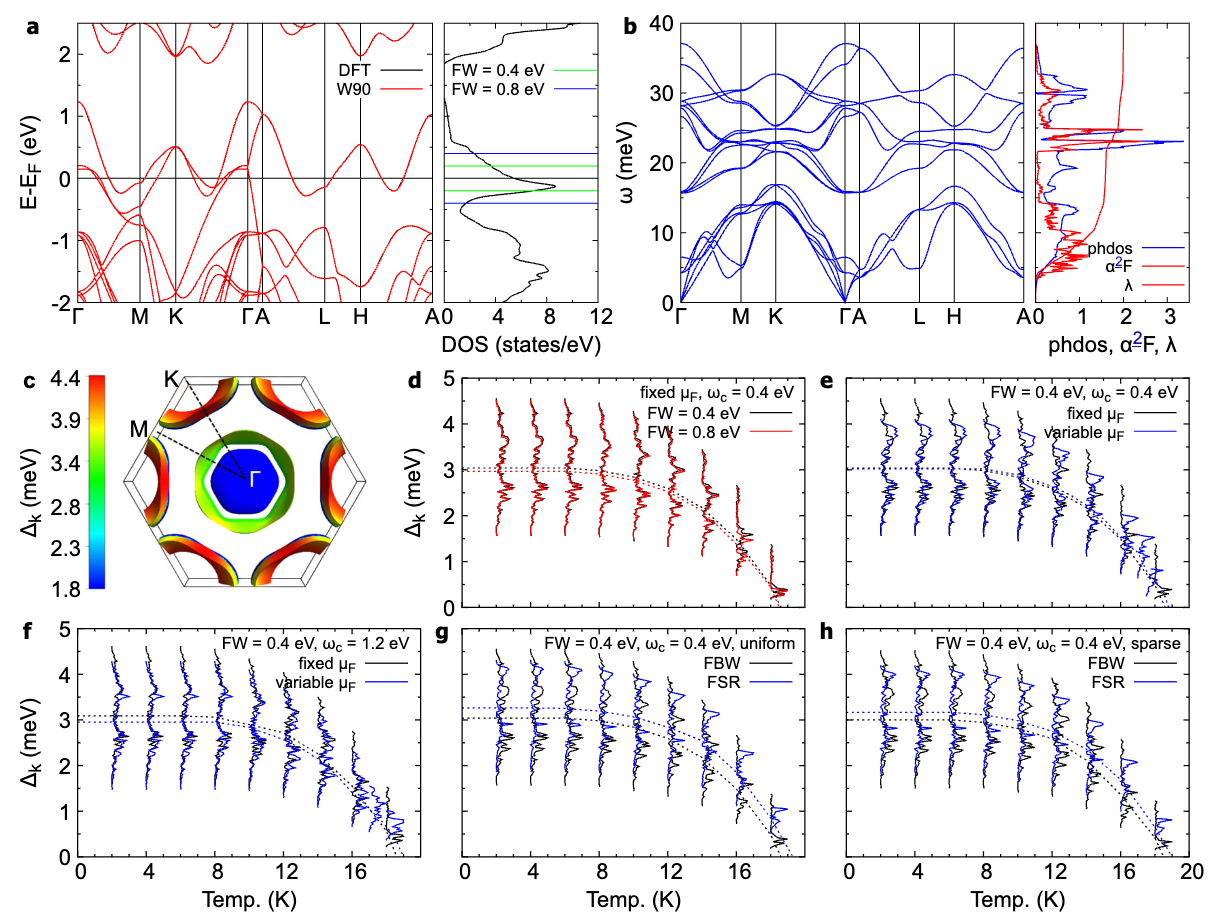 a
E-E_F (eV)
2
1
0
-1
-2
Γ M K Γ A L H A
DFT
W90
FW = 0.4 eV
FW = 0.8 eV
0 4 8 12
DOS (states/eV)
b
ω (meV)
40
30
20
10
0
Γ M K Γ A L H A
phdos
α²F
λ
0 1 2 3
phdos, α²F, λ
c
Δ_k (meV)
4.4
3.9
3.4
2.8
2.3
1.8
K
M
Γ
d
Δ_k (meV)
5
4
3
2
1
0
fixed μ_F, ω_c = 0.4 eV
FW = 0.4 eV
FW = 0.8 eV
e
FW = 0.4 eV, ω_c = 0.4 eV
fixed μ_F
variable μ_F
f
Δ_k (meV)
5
4
3
2
1
0
FW = 0.4 eV, ω_c = 1.2 eV
fixed μ_F
variable μ_F
0 4 8 12 16
Temp. (K)
g
FW = 0.4 eV, ω_c = 0.4 eV, uniform
FBW
FSR
0 4 8 12 16
Temp. (K)
h
FW = 0.4 eV, ω_c = 0.4 eV, sparse
FBW
FSR
0 4 8 12 16 20
Temp. (K)